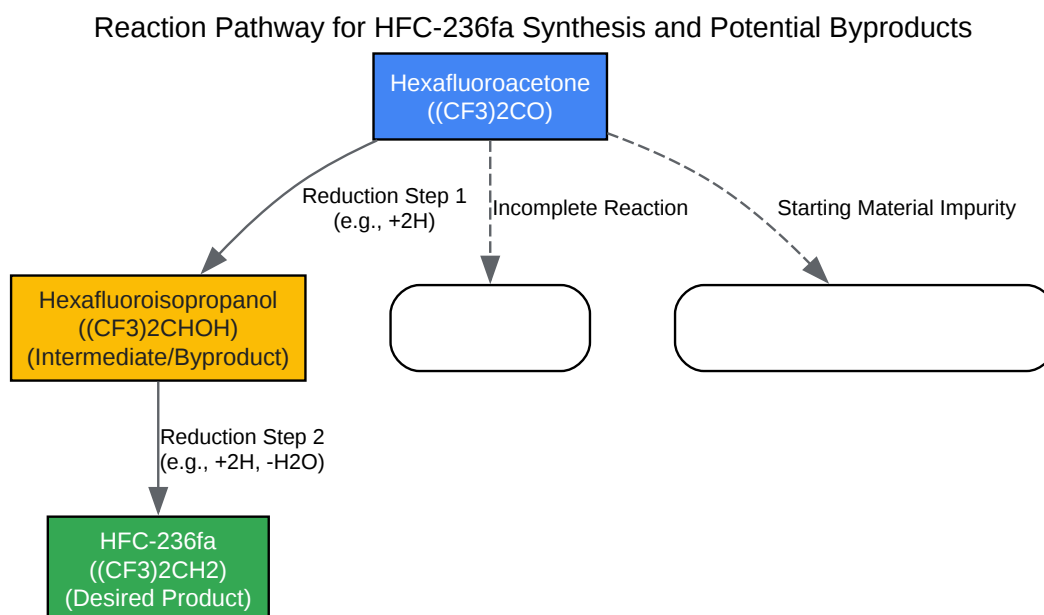 Reaction Pathway for HFC-236fa Synthesis and Potential Byproducts
Hexafluoroacetone
((CF3)2CO)
Reduction Step 1
(e.g., +2H)
Incomplete Reaction
Starting Material Impurity
Hexafluoroisopropanol
((CF3)2CHOH)
(Intermediate/Byproduct)
Reduction Step 2
(e.g., +2H, -H2O)
HFC-236fa
((CF3)2CH2)
(Desired Product)